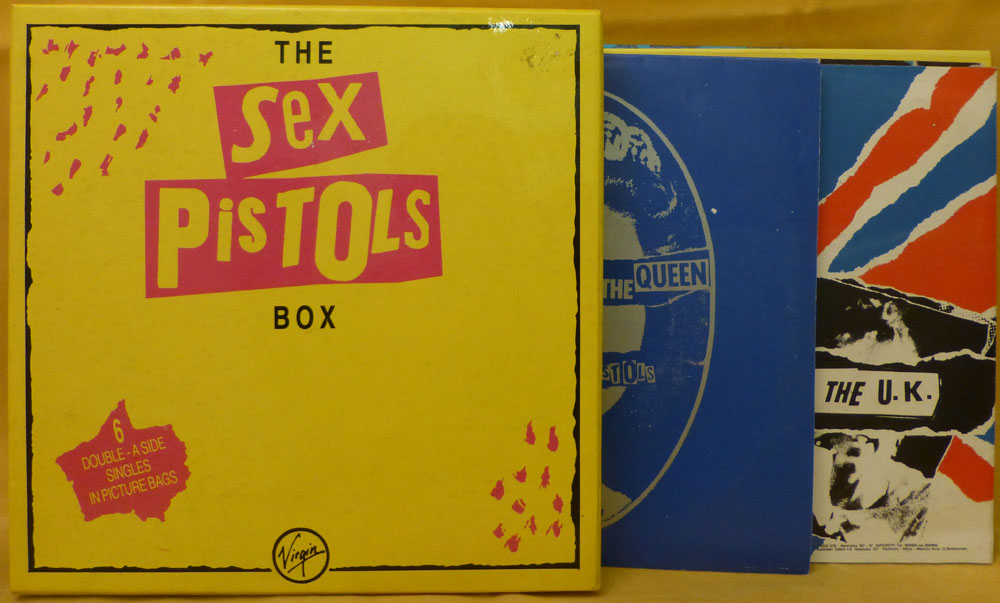 THE
SeX
PiSTOLS
BOX
6
DOUBLE - A SIDE
SINGLES
IN PICTURE BAGS
Virgin
THE QUEEN
STOLS
THE U.K.